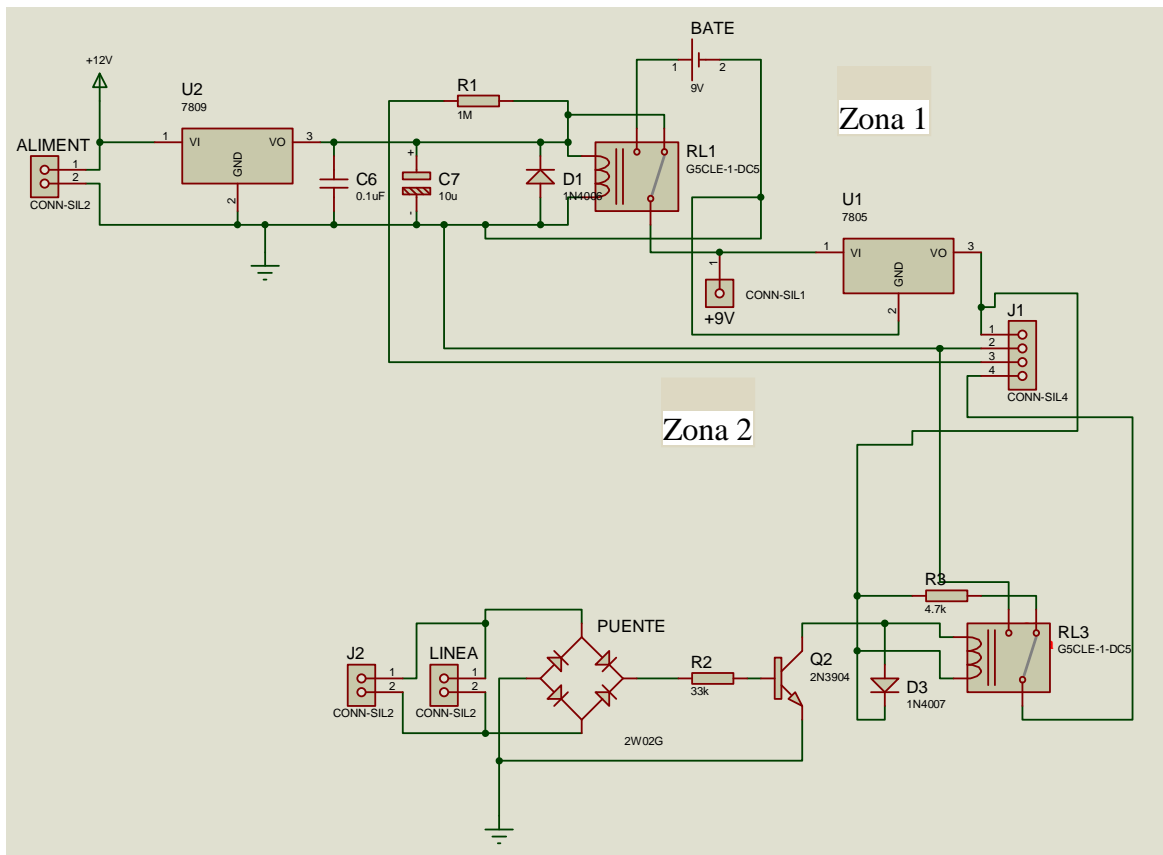 BATE
1
2
9V
+12V
R1
1M
Zona 1
U2
7809
ALIMENT
1
2
CONN-SIL2
1
VI
VO
3
GND
2
+
C6
0.1uF
C7
10u
-
D1
1N4006
RL1
G5CLE-1-DC5
U1
7805
1
VI
VO
3
GND
2
1
CONN-SIL1
+9V
J1
1
2
3
4
CONN-SIL4
Zona 2
R3
4.7k
RL3
G5CLE-1-DC5
J2
1
2
CONN-SIL2
LINEA
1
2
CONN-SIL2
PUENTE
2W02G
R2
33k
Q2
2N3904
D3
1N4007